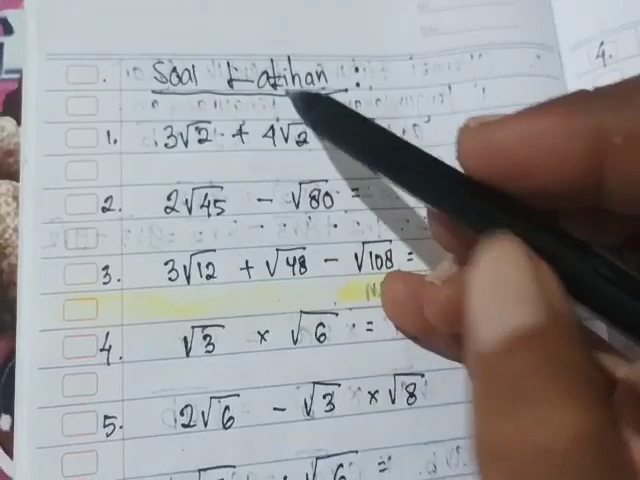 Soal Latihan :
4.
1. 3√2 + 4√2
2. 2√45 - √80 =
3. 3√12 + √48 - √108 =
4. √3 × √6 =
5. 2√6 - √3 × √8
√6 =